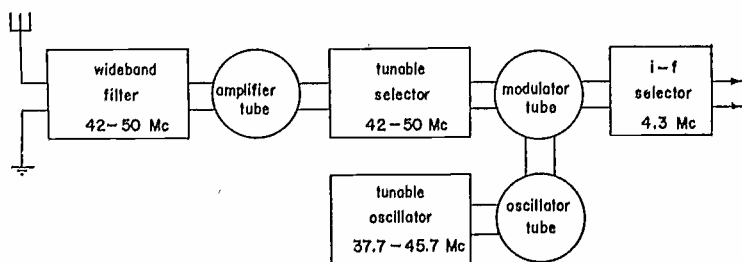 wideband
filter
42–50 Mc
amplifier
tube
tunable
selector
42–50 Mc
modulator
tube
i–f
selector
4.3 Mc
tunable
oscillator
37.7–45.7 Mc
oscillator
tube